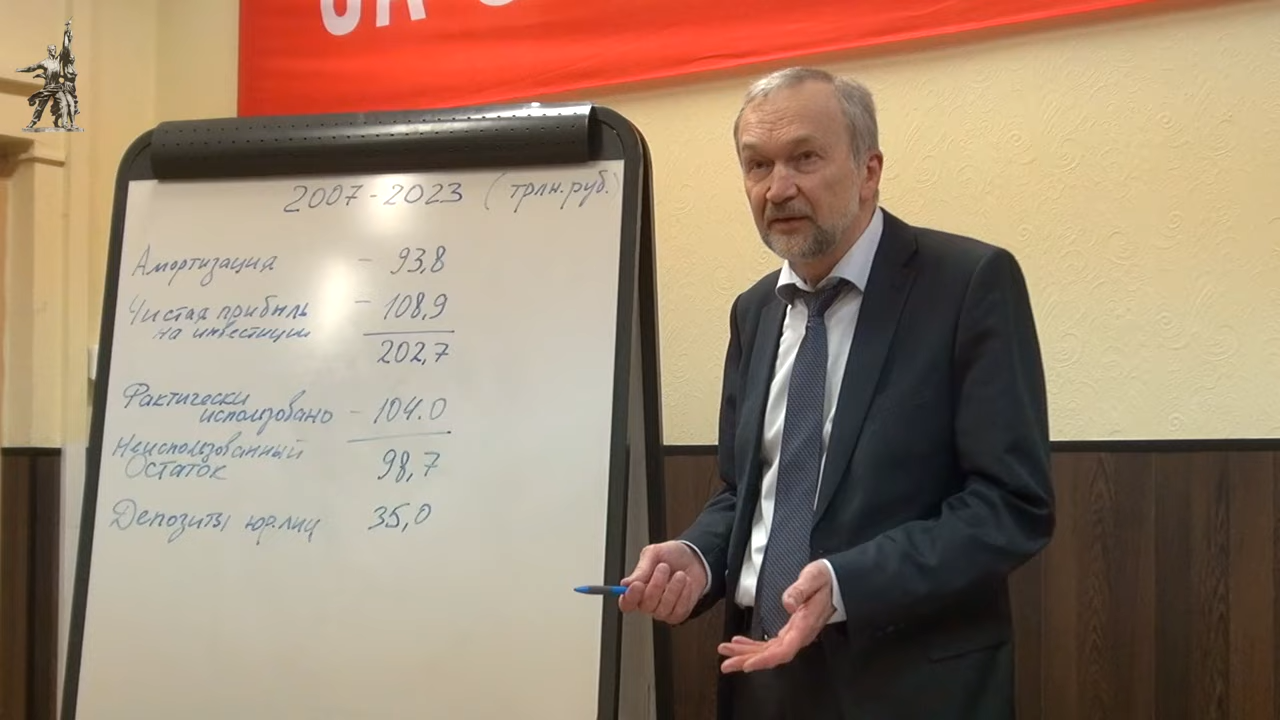 ЗА С
2007-2023 (трлн.руб.)
Амортизация - 93,8
Чистая прибыль - 108,9
на инвестиции
202,7
Фактически
использовано - 104.0
Неиспользованный
Остаток 98,7
Депозиты юр.лиц 35,0